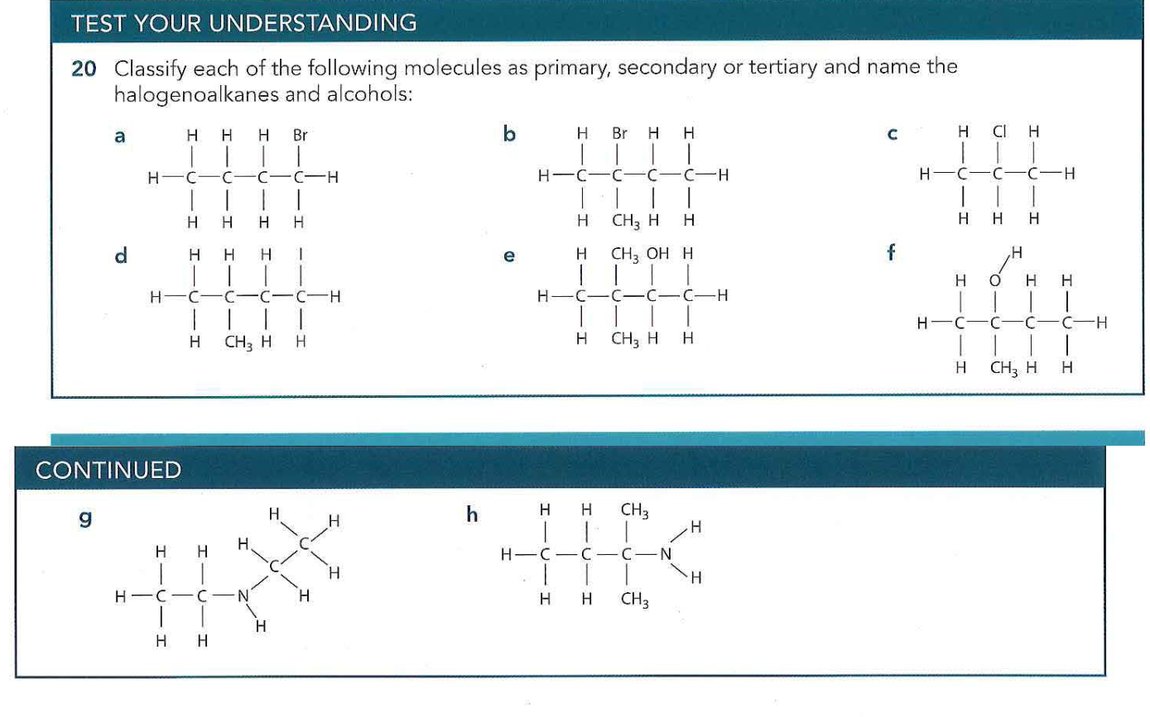 TEST YOUR UNDERSTANDING
20 Classify each of the following molecules as primary, secondary or tertiary and name the
halogenoalkanes and alcohols:
a
H H H Br
H—C—C—C—C—H
H H H H
b
H Br H H
H—C—C—C—C—H
H CH₃ H H
c
H Cl H
H—C—C—C—H
H H H
d
H H H I
H—C—C—C—C—H
H CH₃ H H
e
H CH₃ OH H
H—C—C—C—C—H
H CH₃ H H
f
H
H O H H
H—C—C—C—C—H
H CH₃ H H
CONTINUED
g
H H
H H H C
C H
H—C—C—N H
H
H H
h
H H CH₃
H
H—C—C—C—N
H
H H CH₃